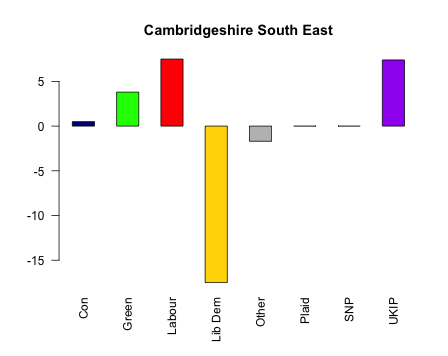 Cambridgeshire South East
5
0
-5
-10
-15
Con
Green
Labour
Lib Dem
Other
Plaid
SNP
UKIP